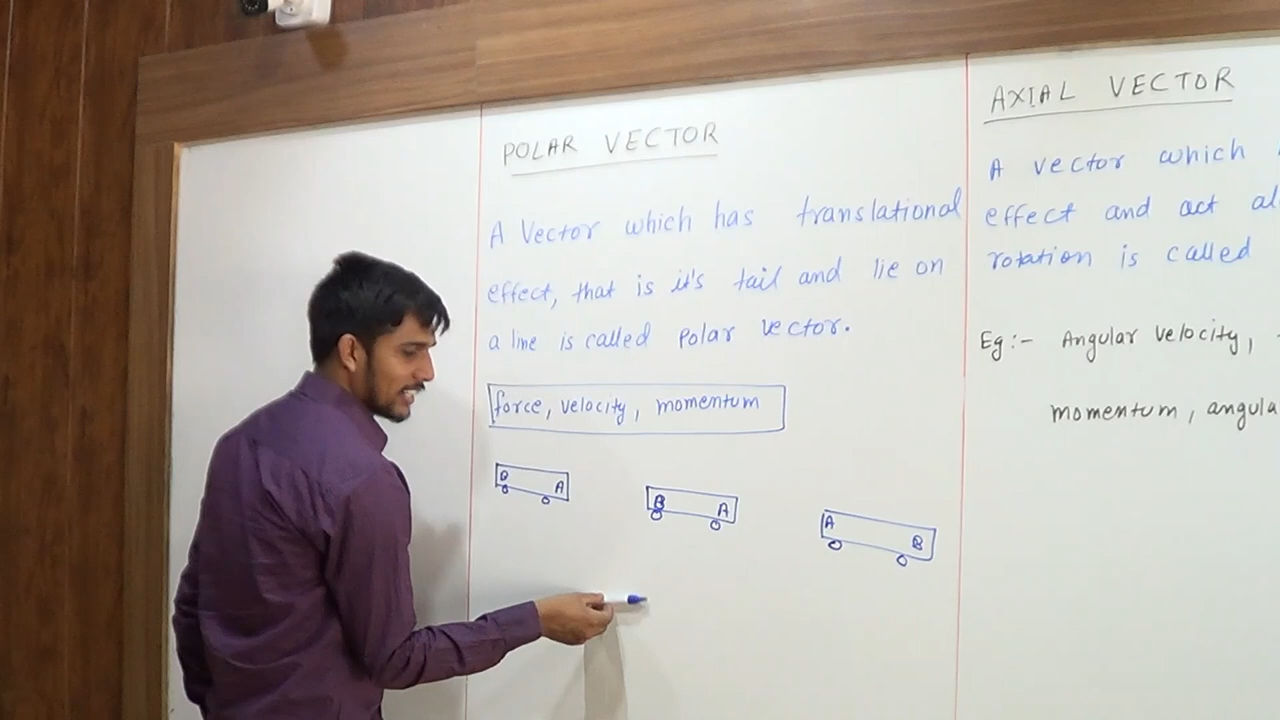 POLAR VECTOR
A Vector which has translational
effect, that is it's tail and lie on
a line is called polar vector.
force, velocity, momentum
B A
B A
A B
AXIAL VECTOR
A vector which
effect and act
rotation is called
Eg:- Angular velocity,
momentum, angula